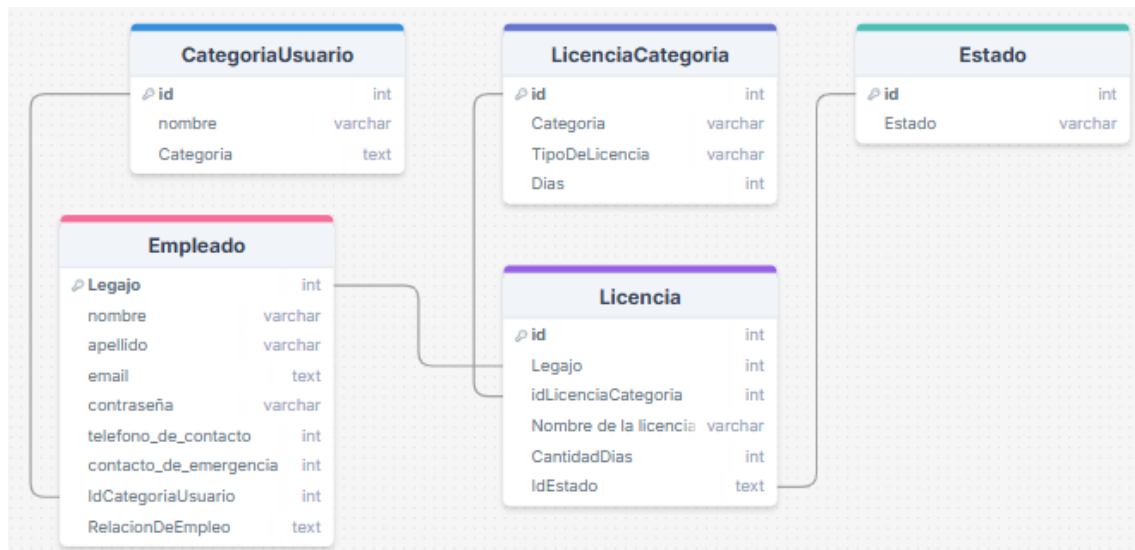 CategoriaUsuario
id int
nombre varchar
Categoria text
LicenciaCategoria
id int
Categoria varchar
TipoDeLicencia varchar
Dias int
Estado
id int
Estado varchar
Empleado
Legajo int
nombre varchar
apellido varchar
email text
contraseña varchar
telefono_de_contacto int
contacto_de_emergencia int
IdCategoriaUsuario int
RelacionDeEmpleo text
Licencia
id int
Legajo int
idLicenciaCategoria int
Nombre de la licencia varchar
CantidadDias int
IdEstado text